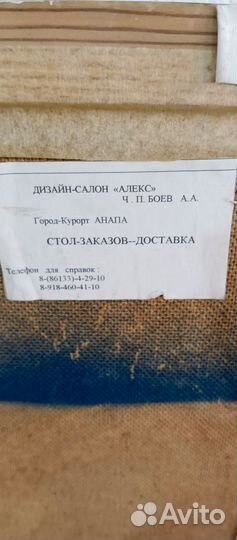 ДИЗАЙН-САЛОН «АЛЕКС»
Ч . П. БОЕВ А.А.
Город-Курорт АНАПА
СТОЛ-ЗАКАЗОВ--ДОСТАВКА
Телефон для справок :
8-(86133)-4-29-10
8-918-460-41-10
Avito